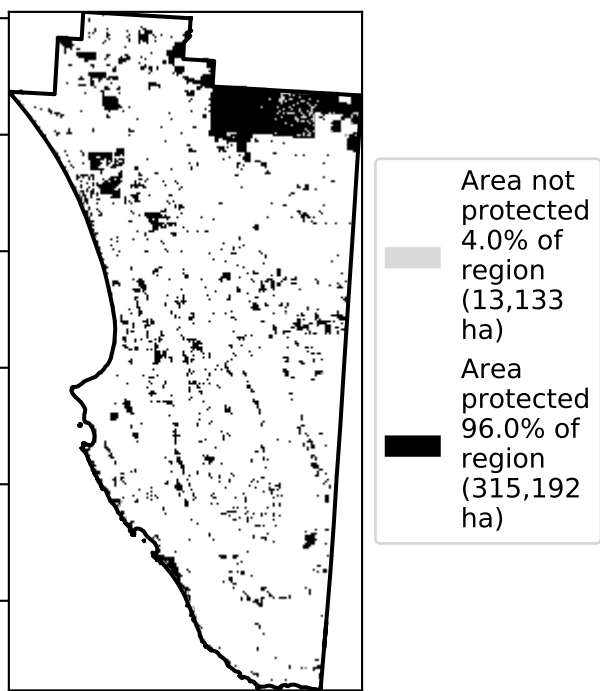 Area not
protected
4.0% of
region
(13,133
ha)
Area
protected
96.0% of
region
(315,192
ha)